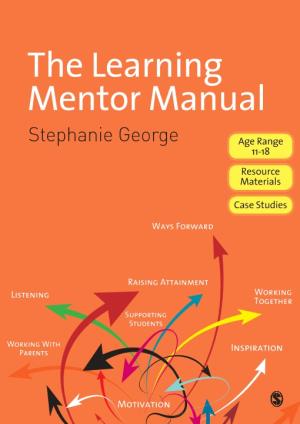 The Learning
Mentor Manual
Stephanie George
Age Range
11-18
Resource
Materials
Case Studies
Ways Forward
Raising Attainment
Listening
Working
Together
Supporting
Students
Working With
Parents
Inspiration
Motivation